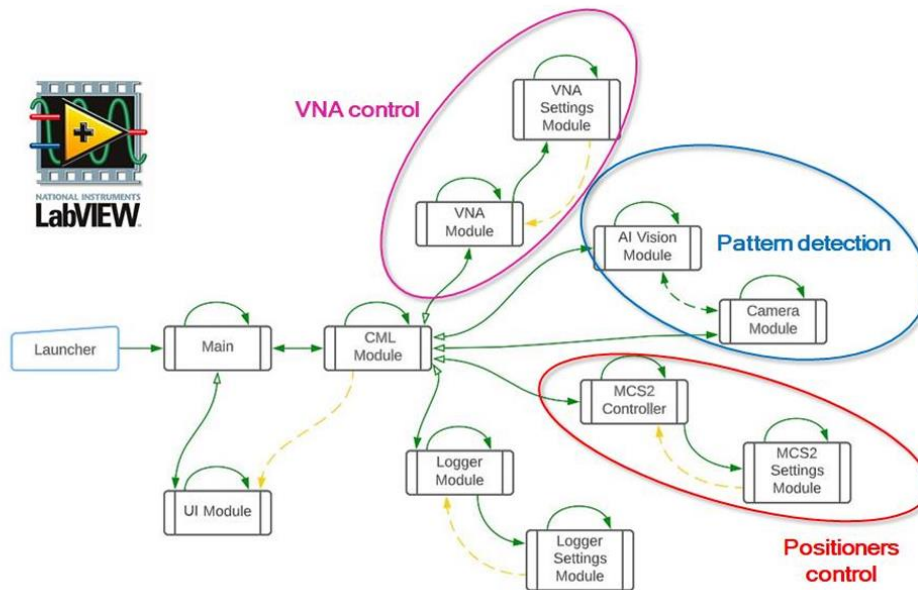 VNA control
VNA
Settings
Module
NATIONAL INSTRUMENTS
LabVIEW
VNA
Module
AI Vision
Module
Pattern detection
Camera
Module
Launcher
Main
CML
Module
MCS2
Controller
MCS2
Settings
Module
Logger
Module
UI Module
Logger
Settings
Module
Positioners
control